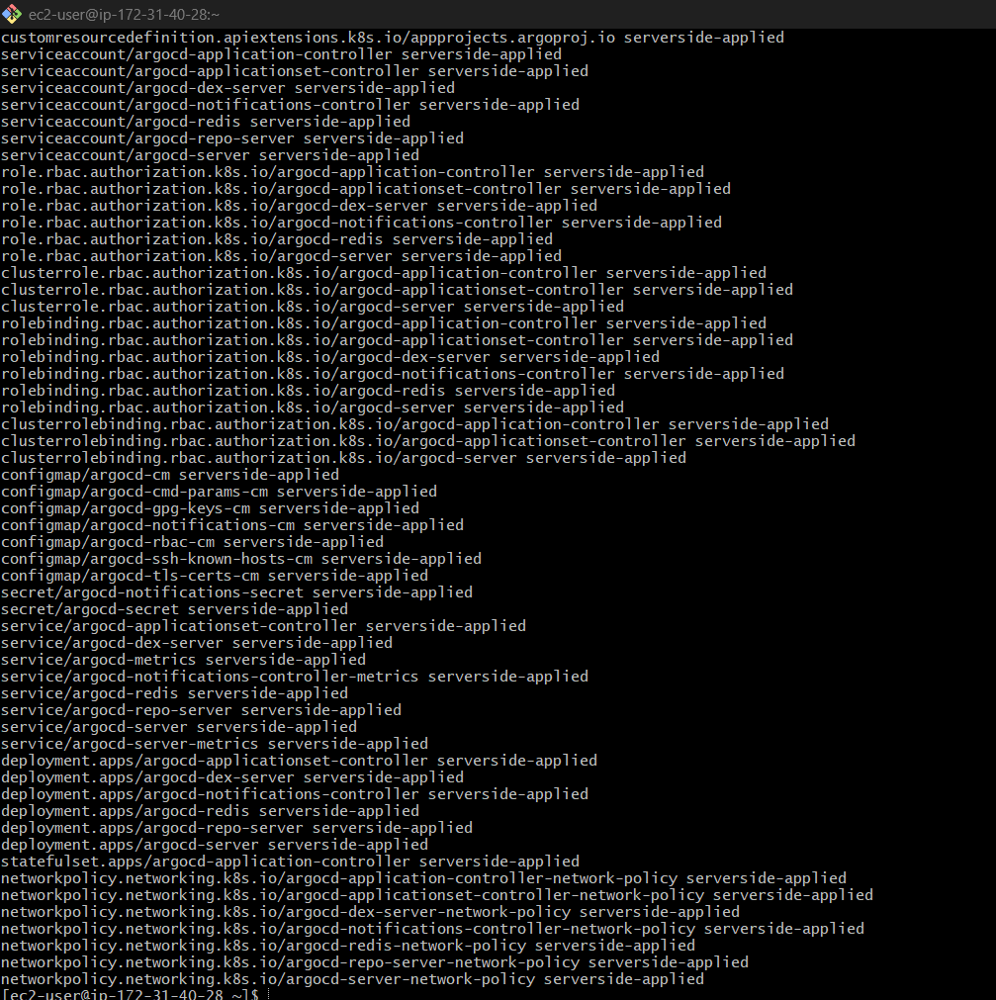 ec2-user@ip-172-31-40-28:~
customresourcedefinition.apiextensions.k8s.io/appprojects.argoproj.io serverside-applied
serviceaccount/argocd-application-controller serverside-applied
serviceaccount/argocd-applicationset-controller serverside-applied
serviceaccount/argocd-dex-server serverside-applied
serviceaccount/argocd-notifications-controller serverside-applied
serviceaccount/argocd-redis serverside-applied
serviceaccount/argocd-repo-server serverside-applied
serviceaccount/argocd-server serverside-applied
role.rbac.authorization.k8s.io/argocd-application-controller serverside-applied
role.rbac.authorization.k8s.io/argocd-applicationset-controller serverside-applied
role.rbac.authorization.k8s.io/argocd-dex-server serverside-applied
role.rbac.authorization.k8s.io/argocd-notifications-controller serverside-applied
role.rbac.authorization.k8s.io/argocd-redis serverside-applied
role.rbac.authorization.k8s.io/argocd-server serverside-applied
clusterrole.rbac.authorization.k8s.io/argocd-application-controller serverside-applied
clusterrole.rbac.authorization.k8s.io/argocd-applicationset-controller serverside-applied
clusterrole.rbac.authorization.k8s.io/argocd-server serverside-applied
rolebinding.rbac.authorization.k8s.io/argocd-application-controller serverside-applied
rolebinding.rbac.authorization.k8s.io/argocd-applicationset-controller serverside-applied
rolebinding.rbac.authorization.k8s.io/argocd-dex-server serverside-applied
rolebinding.rbac.authorization.k8s.io/argocd-notifications-controller serverside-applied
rolebinding.rbac.authorization.k8s.io/argocd-redis serverside-applied
rolebinding.rbac.authorization.k8s.io/argocd-server serverside-applied
clusterrolebinding.rbac.authorization.k8s.io/argocd-application-controller serverside-applied
clusterrolebinding.rbac.authorization.k8s.io/argocd-applicationset-controller serverside-applied
clusterrolebinding.rbac.authorization.k8s.io/argocd-server serverside-applied
configmap/argocd-cm serverside-applied
configmap/argocd-cmd-params-cm serverside-applied
configmap/argocd-gpg-keys-cm serverside-applied
configmap/argocd-notifications-cm serverside-applied
configmap/argocd-rbac-cm serverside-applied
configmap/argocd-ssh-known-hosts-cm serverside-applied
configmap/argocd-tls-certs-cm serverside-applied
secret/argocd-notifications-secret serverside-applied
secret/argocd-secret serverside-applied
service/argocd-applicationset-controller serverside-applied
service/argocd-dex-server serverside-applied
service/argocd-metrics serverside-applied
service/argocd-notifications-controller-metrics serverside-applied
service/argocd-redis serverside-applied
service/argocd-repo-server serverside-applied
service/argocd-server serverside-applied
service/argocd-server-metrics serverside-applied
deployment.apps/argocd-applicationset-controller serverside-applied
deployment.apps/argocd-dex-server serverside-applied
deployment.apps/argocd-notifications-controller serverside-applied
deployment.apps/argocd-redis serverside-applied
deployment.apps/argocd-repo-server serverside-applied
deployment.apps/argocd-server serverside-applied
statefulset.apps/argocd-application-controller serverside-applied
networkpolicy.networking.k8s.io/argocd-application-controller-network-policy serverside-applied
networkpolicy.networking.k8s.io/argocd-applicationset-controller-network-policy serverside-applied
networkpolicy.networking.k8s.io/argocd-dex-server-network-policy serverside-applied
networkpolicy.networking.k8s.io/argocd-notifications-controller-network-policy serverside-applied
networkpolicy.networking.k8s.io/argocd-redis-network-policy serverside-applied
networkpolicy.networking.k8s.io/argocd-repo-server-network-policy serverside-applied
networkpolicy.networking.k8s.io/argocd-server-network-policy serverside-applied
[ec2-user@ip-172-31-40-28 ~]$